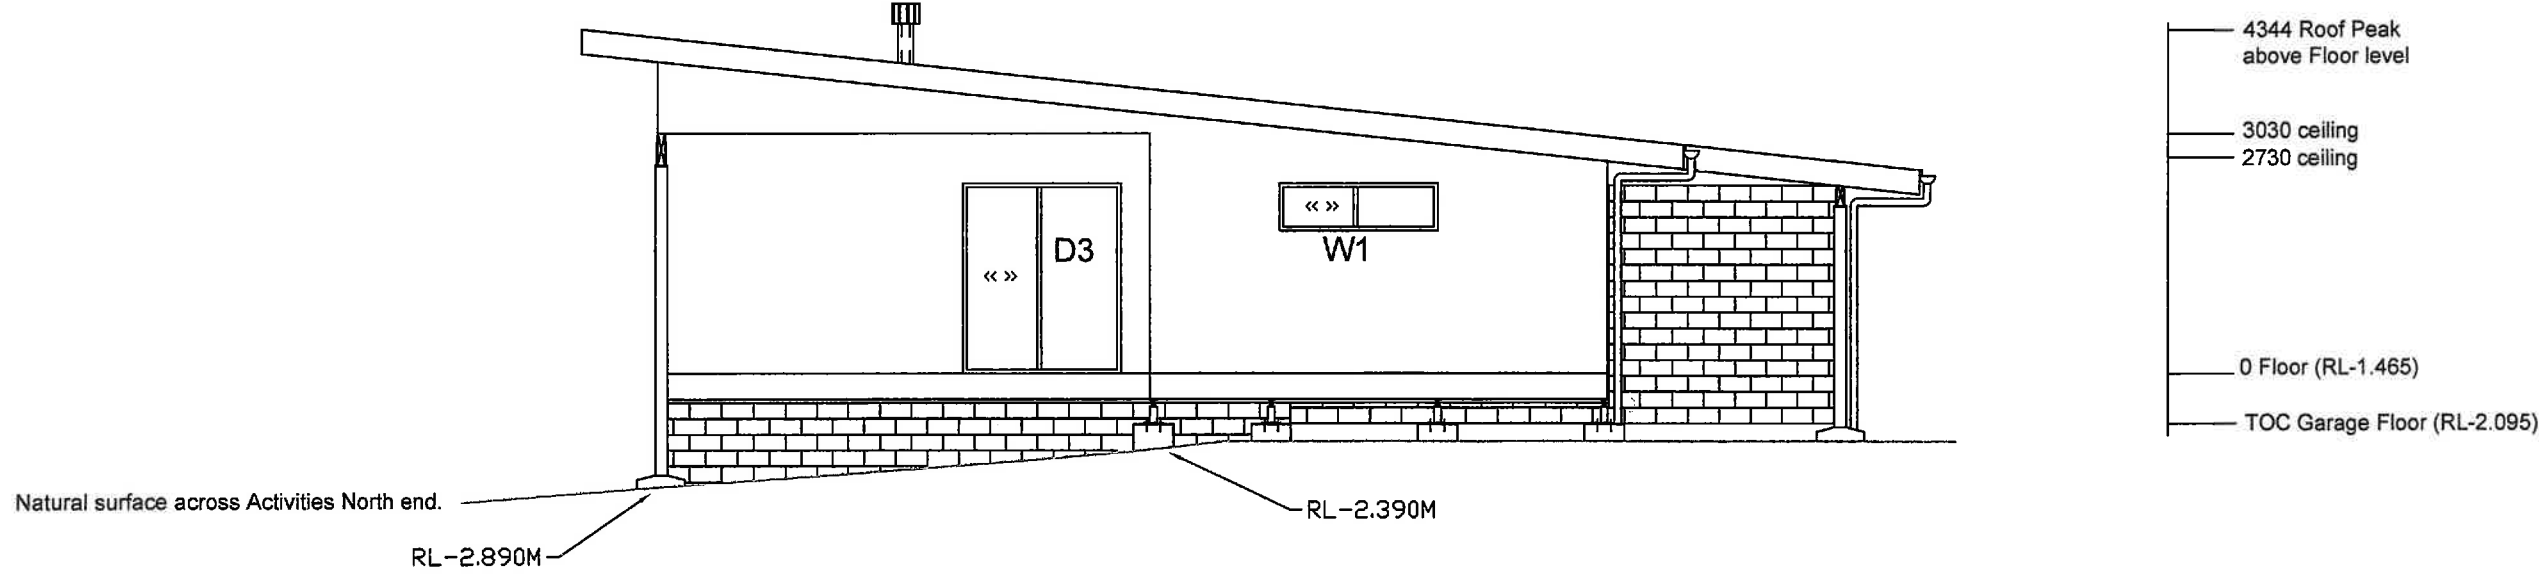 4344 Roof Peak
above Floor level
3030 ceiling
2730 ceiling
« »
D3
W1
« »
0 Floor (RL-1.465)
TOC Garage Floor (RL-2.095)
Natural surface across Activities North end.
RL-2.390M
RL-2.890M